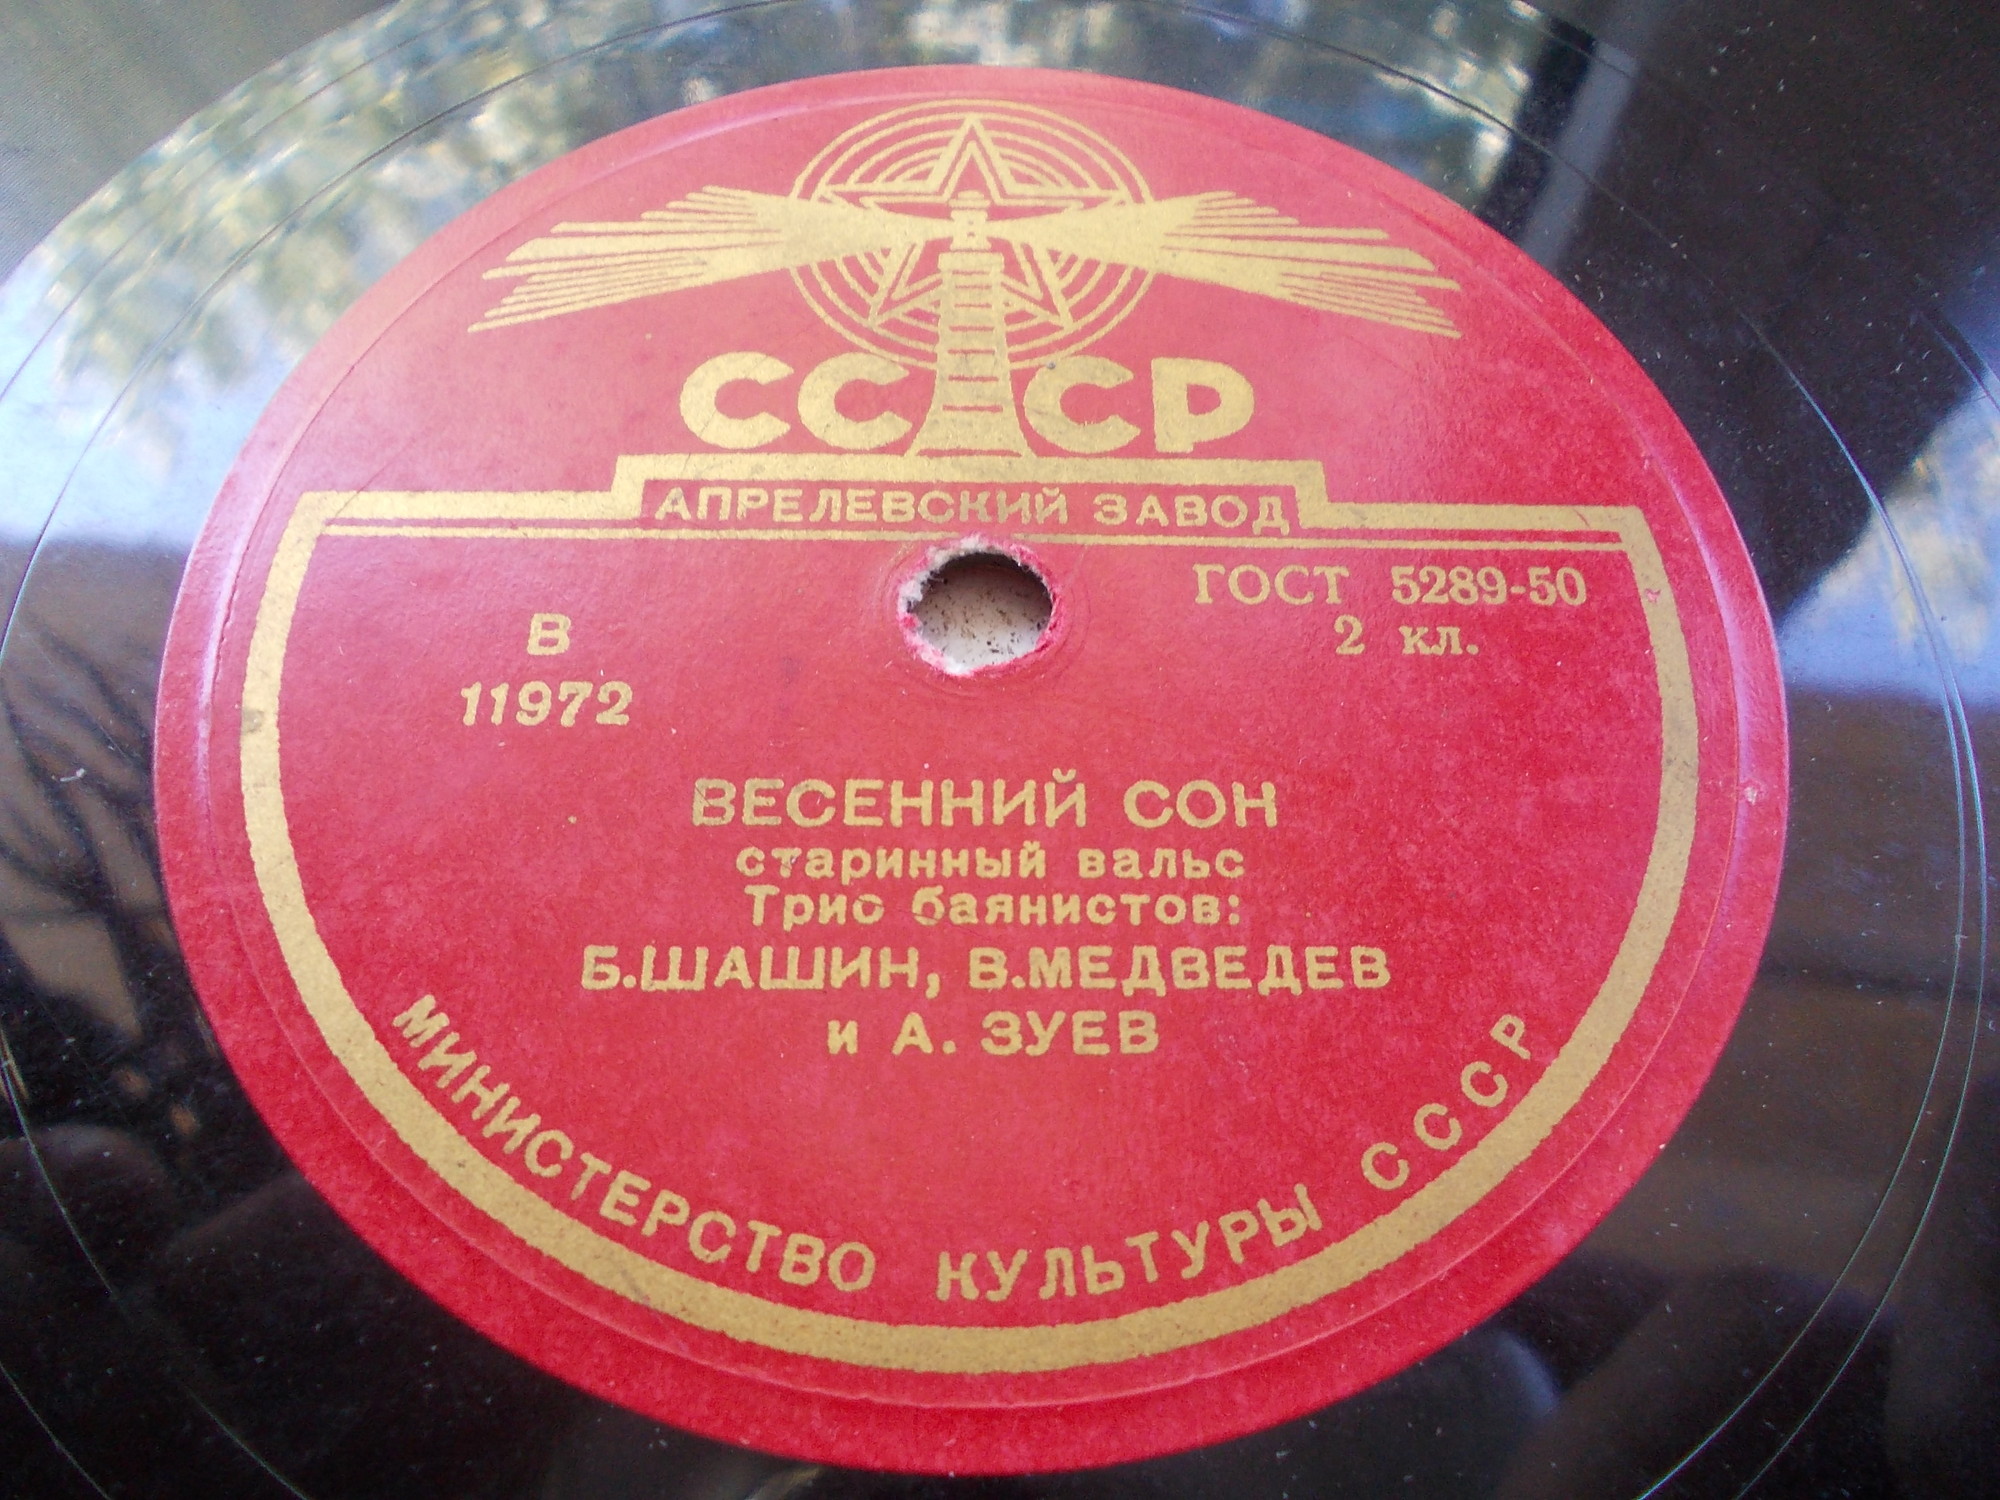 СССР
АПРЕЛЕВСКИЙ ЗАВОД
ГОСТ 5289-50
2 кл.
В
11972
ВЕСЕННИЙ СОН
старинный вальс
Трио баянистов:
Б.ШАШИН, В.МЕДВЕДЕВ
и А. ЗУЕВ
МИНИСТЕРСТВО КУЛЬТУРЫ СССР